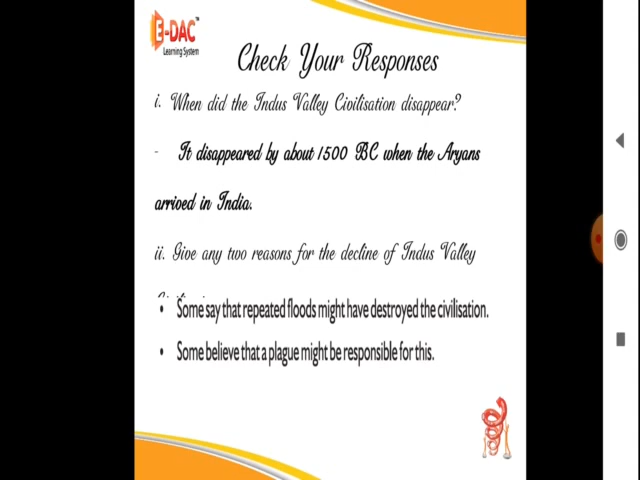 E-DAC™
Learning System
Check Your Responses
i. When did the Indus Valley Civilisation disappear?
- It disappeared by about 1500 BC when the Aryans
arrived in India.
ii. Give any two reasons for the decline of Indus Valley
• Some say that repeated floods might have destroyed the civilisation.
• Some believe that a plague might be responsible for this.